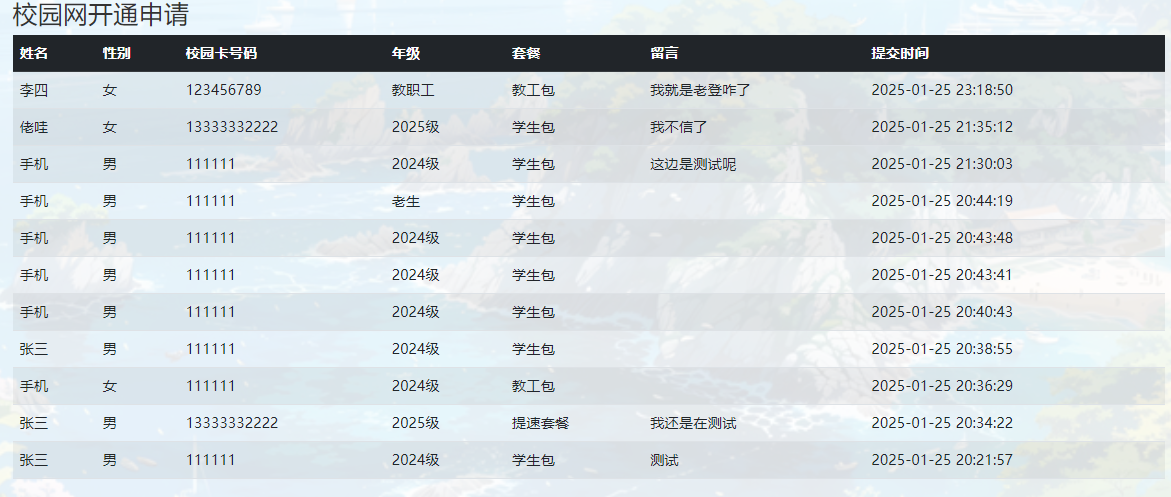 校园网开通申请
姓名 性别 校园卡号码 年级 套餐 留言 提交时间
李四 女 123456789 教职工 教工包 我就是老登咋了 2025-01-25 23:18:50
佬哇 女 13333332222 2025级 学生包 我不信了 2025-01-25 21:35:12
手机 男 111111 2024级 学生包 这边是测试呢 2025-01-25 21:30:03
手机 男 111111 老生 学生包 2025-01-25 20:44:19
手机 男 111111 2024级 学生包 2025-01-25 20:43:48
手机 男 111111 2024级 学生包 2025-01-25 20:43:41
手机 男 111111 2024级 学生包 2025-01-25 20:40:43
张三 男 111111 2024级 学生包 2025-01-25 20:38:55
手机 女 111111 2024级 教工包 2025-01-25 20:36:29
张三 男 13333332222 2025级 提速套餐 我还是在测试 2025-01-25 20:34:22
张三 男 111111 2024级 学生包 测试 2025-01-25 20:21:57